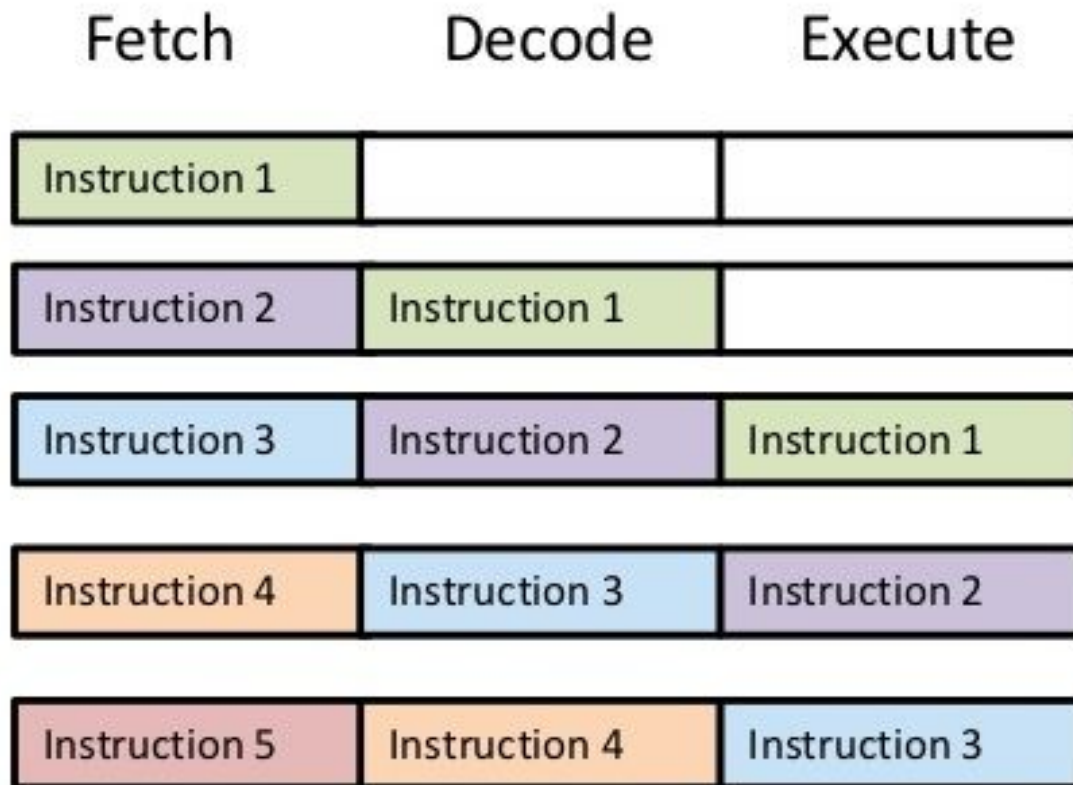 Fetch Decode Execute
Instruction 1
Instruction 2 Instruction 1
Instruction 3 Instruction 2 Instruction 1
Instruction 4 Instruction 3 Instruction 2
Instruction 5 Instruction 4 Instruction 3